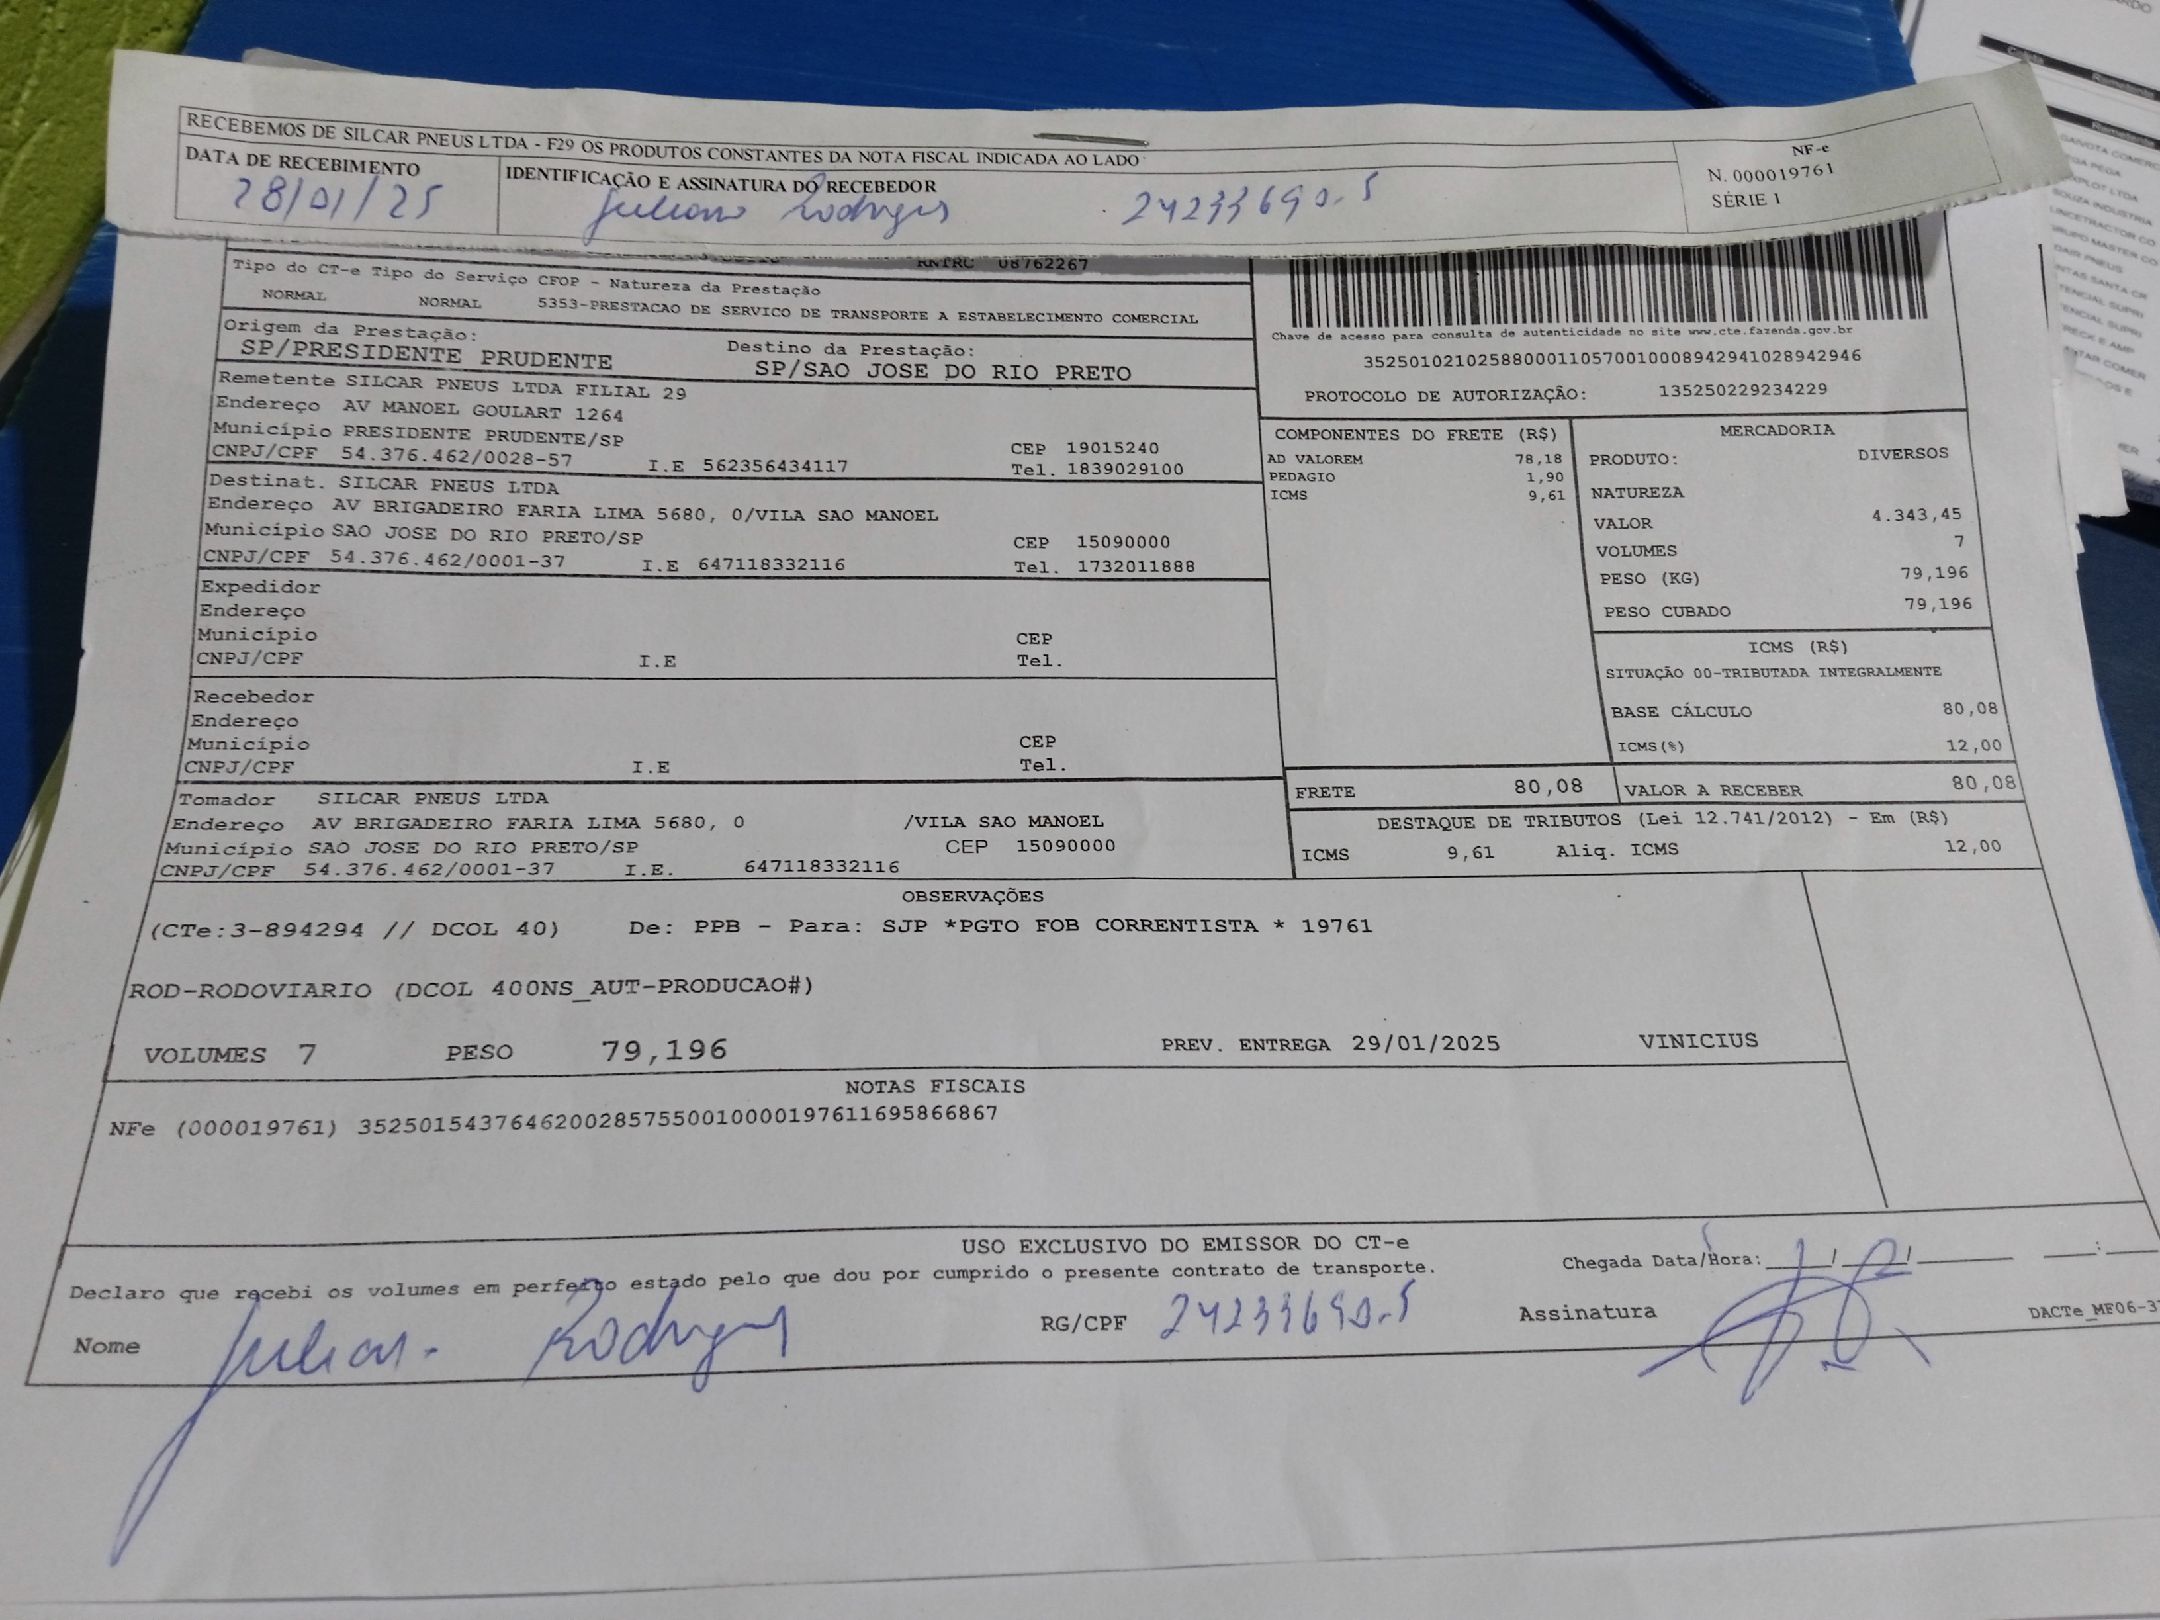 RECEBEMOS DE SILCAR PNEUS LTDA - F29 OS PRODUTOS CONSTANTES DA NOTA FISCAL INDICADA AO LADO
DATA DE RECEBIMENTO
28/01/25
IDENTIFICAÇÃO E ASSINATURA DO RECEBEDOR
Juliano Rodrigues 24233690-5
NF-e
N. 000019761
SÉRIE 1
RNTRC 08762267
Tipo do CT-e Tipo do Serviço CFOP - Natureza da Prestação
NORMAL NORMAL 5353-PRESTACAO DE SERVICO DE TRANSPORTE A ESTABELECIMENTO COMERCIAL
Origem da Prestação: Destino da Prestação:
SP/PRESIDENTE PRUDENTE SP/SAO JOSE DO RIO PRETO
Chave de acesso para consulta de autenticidade no site www.cte.fazenda.gov.br
35250102102588000110570010008942941028942946
PROTOCOLO DE AUTORIZAÇÃO: 135250229234229
Remetente SILCAR PNEUS LTDA FILIAL 29
Endereço AV MANOEL GOULART 1264
Município PRESIDENTE PRUDENTE/SP CEP 19015240
CNPJ/CPF 54.376.462/0028-57 I.E 562356434117 Tel. 1839029100
Destinat. SILCAR PNEUS LTDA
Endereço AV BRIGADEIRO FARIA LIMA 5680, 0/VILA SAO MANOEL
Município SAO JOSE DO RIO PRETO/SP CEP 15090000
CNPJ/CPF 54.376.462/0001-37 I.E 647118332116 Tel. 1732011888
Expedidor
Endereço
Município CEP
CNPJ/CPF I.E Tel.
Recebedor
Endereço
Município CEP
CNPJ/CPF I.E Tel.
Tomador SILCAR PNEUS LTDA
Endereço AV BRIGADEIRO FARIA LIMA 5680, 0 /VILA SAO MANOEL
Município SAO JOSE DO RIO PRETO/SP CEP 15090000
CNPJ/CPF 54.376.462/0001-37 I.E. 647118332116
COMPONENTES DO FRETE (R$)
AD VALOREM 78,18
PEDAGIO 1,90
ICMS 9,61
MERCADORIA
PRODUTO: DIVERSOS
NATUREZA
VALOR 4.343,45
VOLUMES 7
PESO (KG) 79,196
PESO CUBADO 79,196
ICMS (R$)
SITUAÇÃO 00-TRIBUTADA INTEGRALMENTE
BASE CÁLCULO 80,08
ICMS(%) 12,00
FRETE 80,08 VALOR A RECEBER 80,08
DESTAQUE DE TRIBUTOS (Lei 12.741/2012) - Em (R$)
ICMS 9,61 Aliq. ICMS 12,00
OBSERVAÇÕES
(CTe:3-894294 // DCOL 40) De: PPB - Para: SJP *PGTO FOB CORRENTISTA * 19761
ROD-RODOVIARIO (DCOL 400NS_AUT-PRODUCAO#)
VOLUMES 7 PESO 79,196 PREV. ENTREGA 29/01/2025 VINICIUS
NOTAS FISCAIS
NFe (000019761) 35250154376462002857550010000197611695866867
USO EXCLUSIVO DO EMISSOR DO CT-e
Declaro que recebi os volumes em perfeito estado pelo que dou por cumprido o presente contrato de transporte.
Chegada Data/Hora: ____/____/____ __:__
Nome Juliano Rodrigues RG/CPF 24233690-5 Assinatura